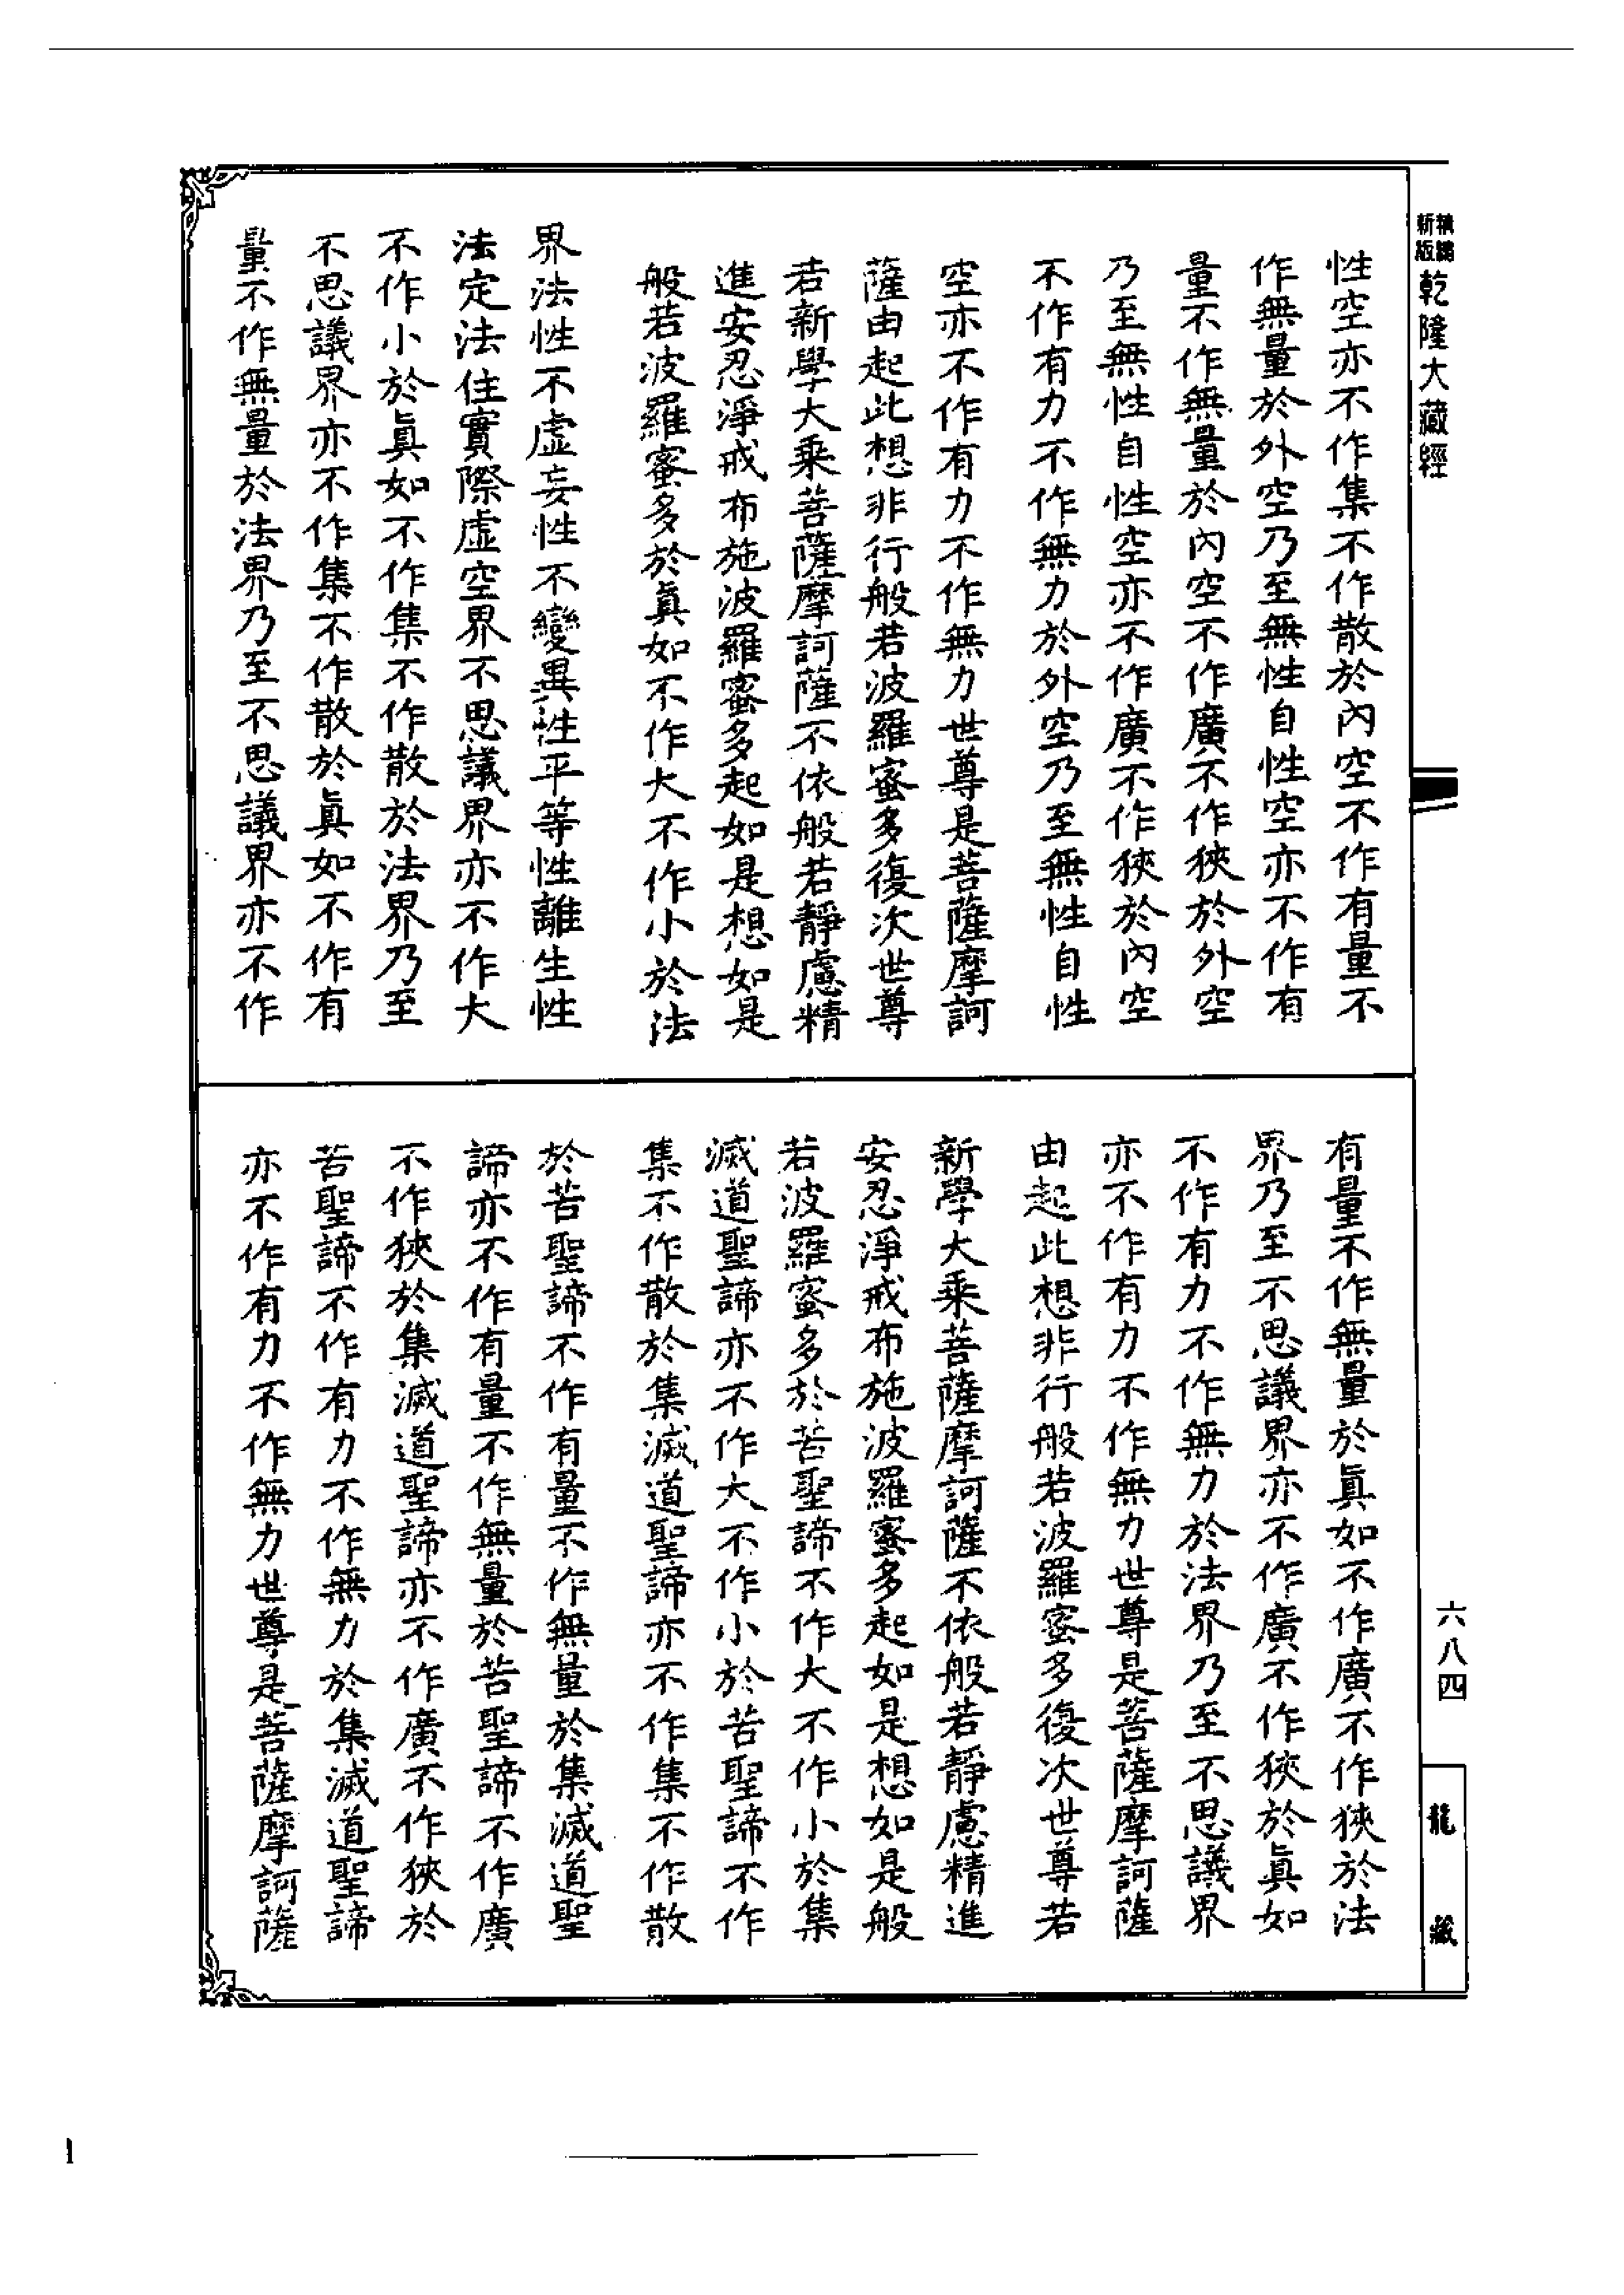 精編
新版
乾隆大藏經
性空亦不作集不作散於內空不作有量不
作無量於外空乃至無性自性空亦不作有
量不作無量於內空不作廣不作狹於外空
乃至無性自性空亦不作廣不作狹於內空
不作有力不作無力於外空乃至無性自性
空亦不作有力不作無力世尊是菩薩摩訶
薩由起此想非行般若波羅蜜多復次世尊
若新學大乘菩薩摩訶薩不依般若靜慮精
進安忍淨戒布施波羅蜜多起如是想如是
般若波羅蜜多於眞如不作大不作小於法
界法性不虛妄性不變異性平等性離生性
法定法住實際虛空界不思議界亦不作大
不作小於眞如不作集不作散於法界乃至
不思議界亦不作集不作散於眞如不作有
量不作無量於法界乃至不思議界亦不作
有量不作無量於眞如不作廣不作狹於法
界乃至不思議界亦不作廣不作狹於眞如
不作有力不作無力於法界乃至不思議界
亦不作有力不作無力世尊是菩薩摩訶薩
由起此想非行般若波羅蜜多復次世尊若
新學大乘菩薩摩訶薩不依般若靜慮精進
安忍淨戒布施波羅蜜多起如是想如是般
若波羅蜜多於苦聖諦不作大不作小於集
滅道聖諦亦不作大不作小於苦聖諦不作
集不作散於集滅道聖諦亦不作集不作散
於苦聖諦不作有量不作無量於集滅道聖
諦亦不作有量不作無量於苦聖諦不作廣
不作狹於集滅道聖諦亦不作廣不作狹於
苦聖諦不作有力不作無力於集滅道聖諦
亦不作有力不作無力世尊是菩薩摩訶薩
六八四
龍藏